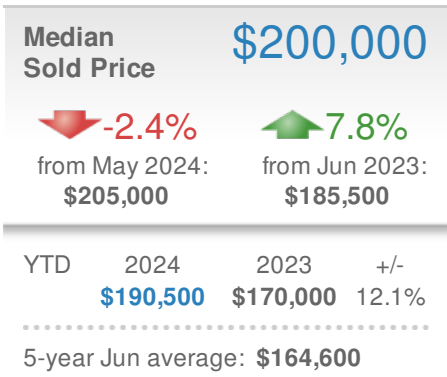 Median $200,000
Sold Price
-2.4% 7.8%
from May 2024: from Jun 2023:
$205,000 $185,500
YTD 2024 2023 +/-
$190,500 $170,000 12.1%
5-year Jun average: $164,600